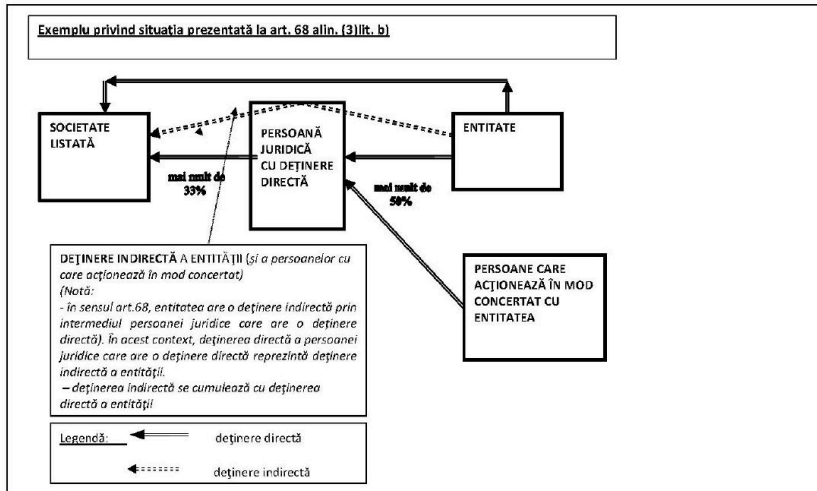 Exemplu privind situația prezentată la art. 68 alin. (3)lit. b)
SOCIETATE
LISTATĂ
PERSOANĂ
JURIDICĂ
CU DEȚINERE
DIRECTĂ
ENTITATE
mai mult de
33%
mai mult de
50%
DEȚINERE INDIRECTĂ A ENTITĂȚII (și a persoanelor cu
care acționează în mod concertat)
(Notă:
- în sensul art.68, entitatea are o deținere indirectă prin
intermediul persoanei juridice care are o deținere
directă). În acest context, deținerea directă a persoanei
juridice care are o deținere directă reprezintă deținere
indirectă a entității.
– deținerea indirectă se cumulează cu deținerea
directă a entității
PERSOANE CARE
ACȚIONEAZĂ ÎN MOD
CONCERTAT CU
ENTITATEA
Legendă: deținere directă
deținere indirectă